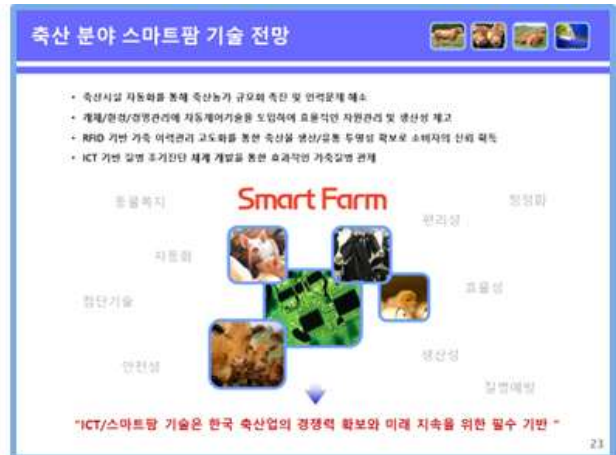 축산 분야 스마트팜 기술 전망
• 축산시설 자동화를 통해 축산농가 규모화 촉진 및 인력문제 해소
• 개체/환경/경영관리에 자동제어기술을 도입하여 효율적인 자원관리 및 생산성 제고
• RFID 기반 가축 이력관리 고도화를 통한 축산물 생산/유통 투명성 확보로 소비자의 신뢰 획득
• ICT 기반 질병 조기진단 체계 개발을 통한 효과적인 가축질병 관제
동물복지
Smart Farm
청정화
편리성
자동화
첨단기술
효율성
안전성
생산성
질병예방
"ICT/스마트팜 기술은 한국 축산업의 경쟁력 확보와 미래 지속을 위한 필수 기반 "
23